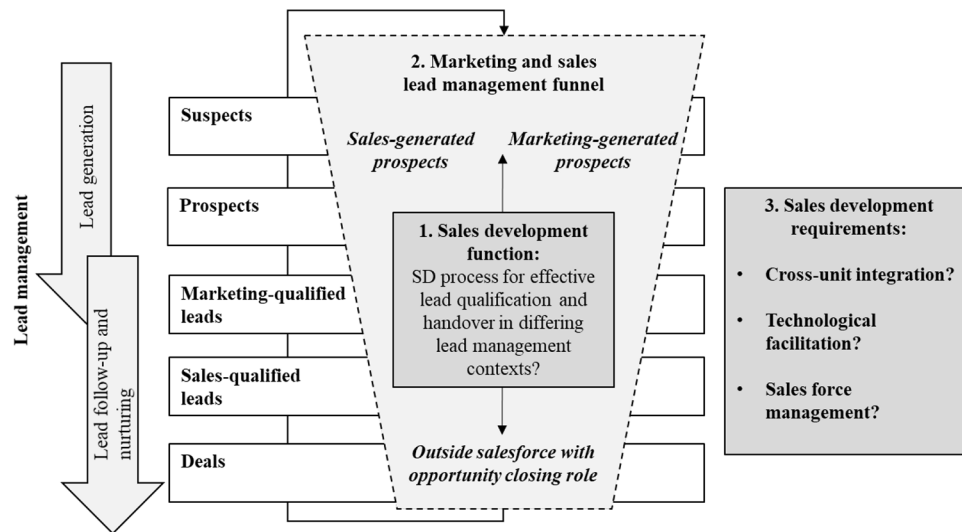 Lead management
Lead generation
Lead follow-up and
nurturing
Suspects
Prospects
Marketing-qualified
leads
Sales-qualified
leads
Deals
2. Marketing and sales
lead management funnel
Sales-generated
prospects
Marketing-generated
prospects
1. Sales development
function:
SD process for effective
lead qualification and
handover in differing
lead management
contexts?
Outside salesforce with
opportunity closing role
3. Sales development
requirements:
• Cross-unit integration?
• Technological
facilitation?
• Sales force
management?